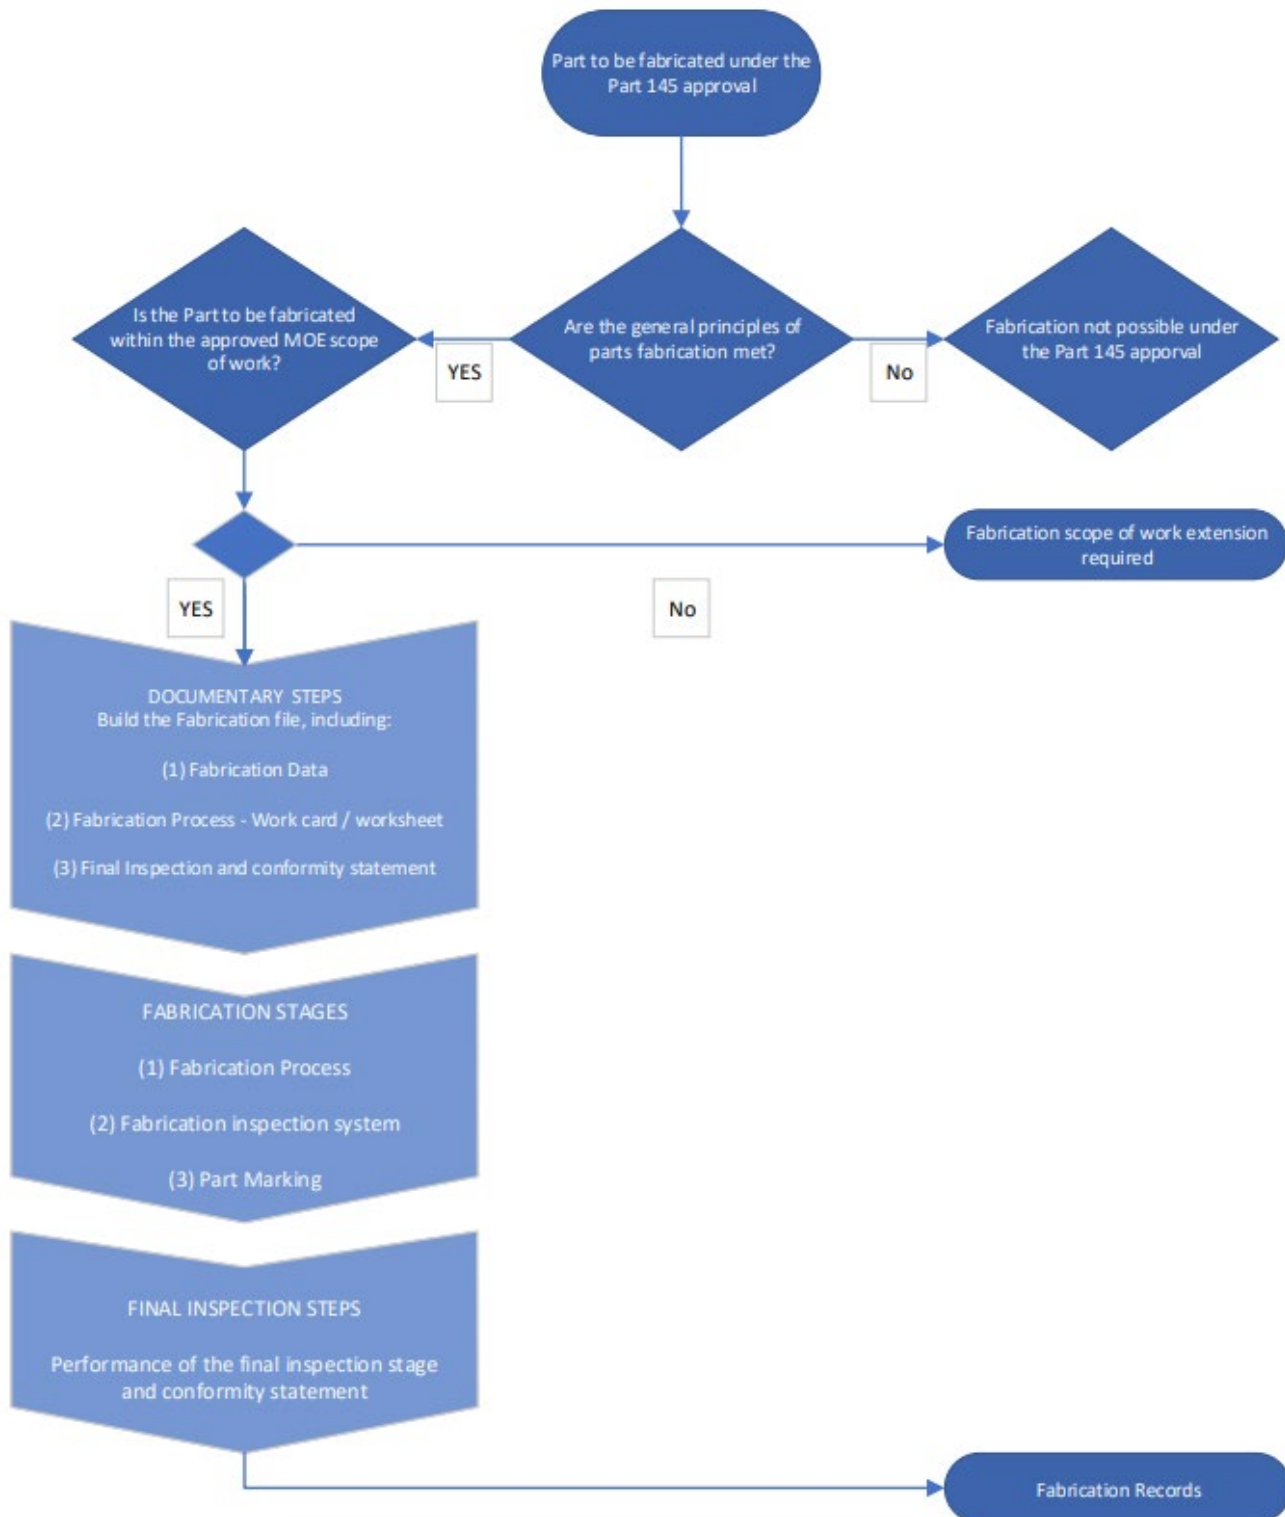 Part to be fabricated under the
Part 145 approval
Is the Part to be fabricated
within the approved MOE scope
of work?
Are the general principles of
parts fabrication met?
Fabrication not possible under
the Part 145 apporval
YES
No
Fabrication scope of work extension
required
YES
No
DOCUMENTARY STEPS
Build the Fabrication file, including:
(1) Fabrication Data
(2) Fabrication Process - Work card / worksheet
(3) Final Inspection and conformity statement
FABRICATION STAGES
(1) Fabrication Process
(2) Fabrication inspection system
(3) Part Marking
FINAL INSPECTION STEPS
Performance of the final inspection stage
and conformity statement
Fabrication Records